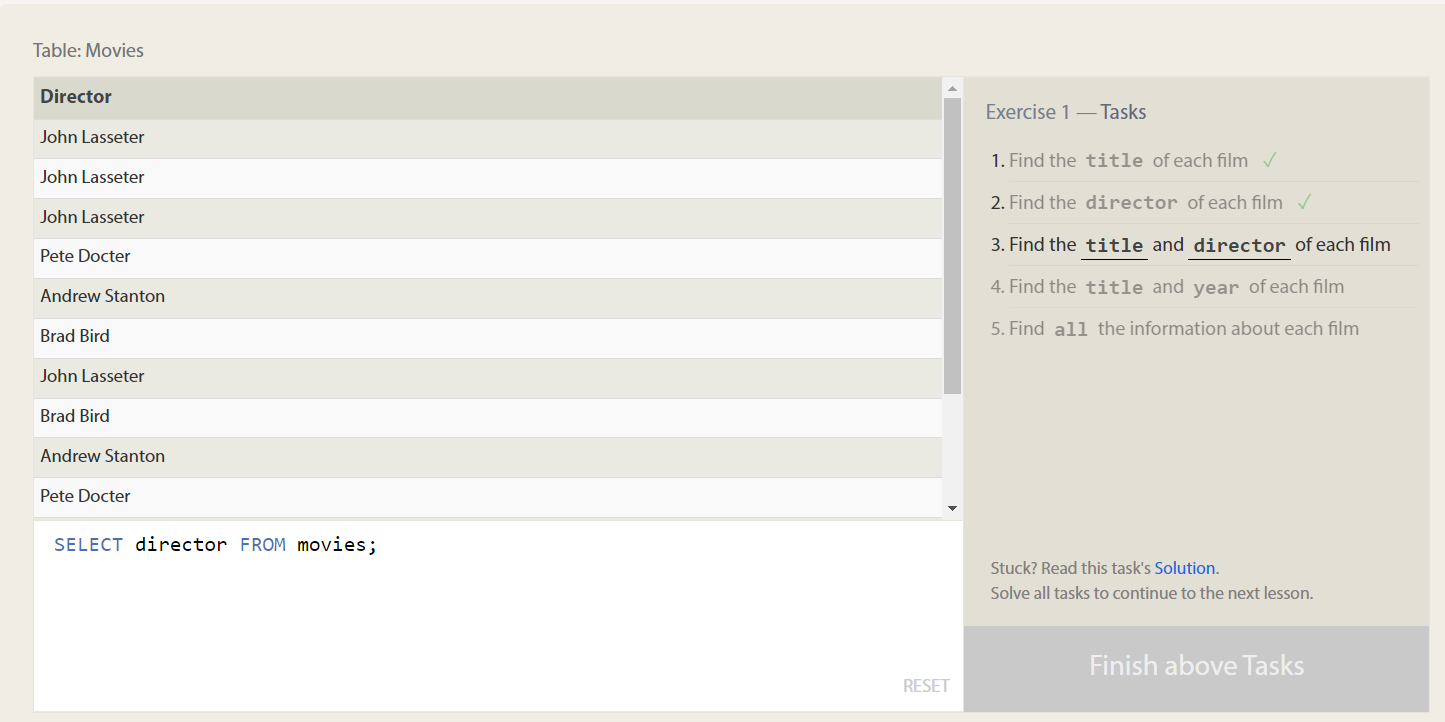 Table: Movies
Director
John Lasseter
John Lasseter
John Lasseter
Pete Docter
Andrew Stanton
Brad Bird
John Lasseter
Brad Bird
Andrew Stanton
Pete Docter
SELECT director FROM movies;
RESET
Exercise 1 — Tasks
1. Find the title of each film ✓
2. Find the director of each film ✓
3. Find the title and director of each film
4. Find the title and year of each film
5. Find all the information about each film
Stuck? Read this task's Solution.
Solve all tasks to continue to the next lesson.
Finish above Tasks